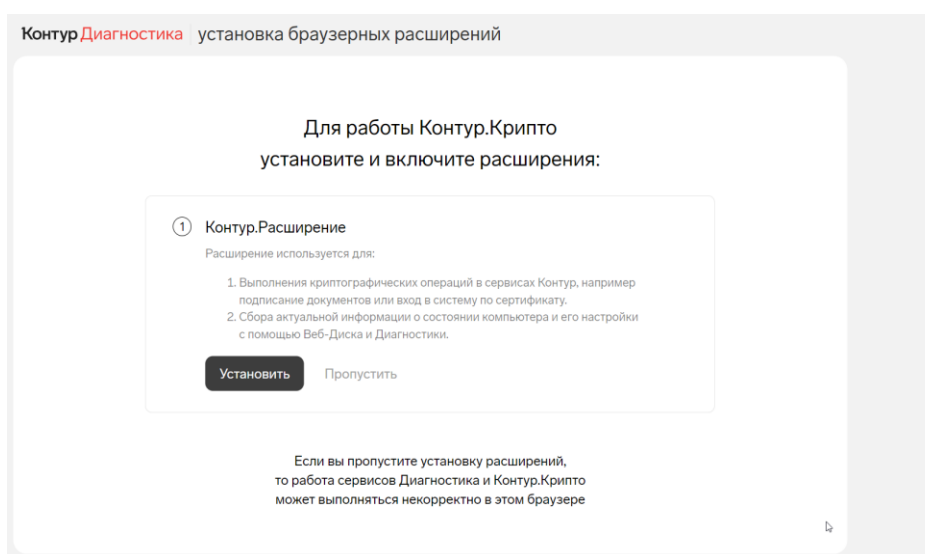 Контур Диагностика установка браузерных расширений
Для работы Контур.Крипто
установите и включите расширения:
1 Контур.Расширение
Расширение используется для:
1. Выполнения криптографических операций в сервисах Контур, например
подписание документов или вход в систему по сертификату.
2. Сбора актуальной информации о состоянии компьютера и его настройки
с помощью Веб-Диска и Диагностики.
Установить Пропустить
Если вы пропустите установку расширений,
то работа сервисов Диагностика и Контур.Крипто
может выполняться некорректно в этом браузере